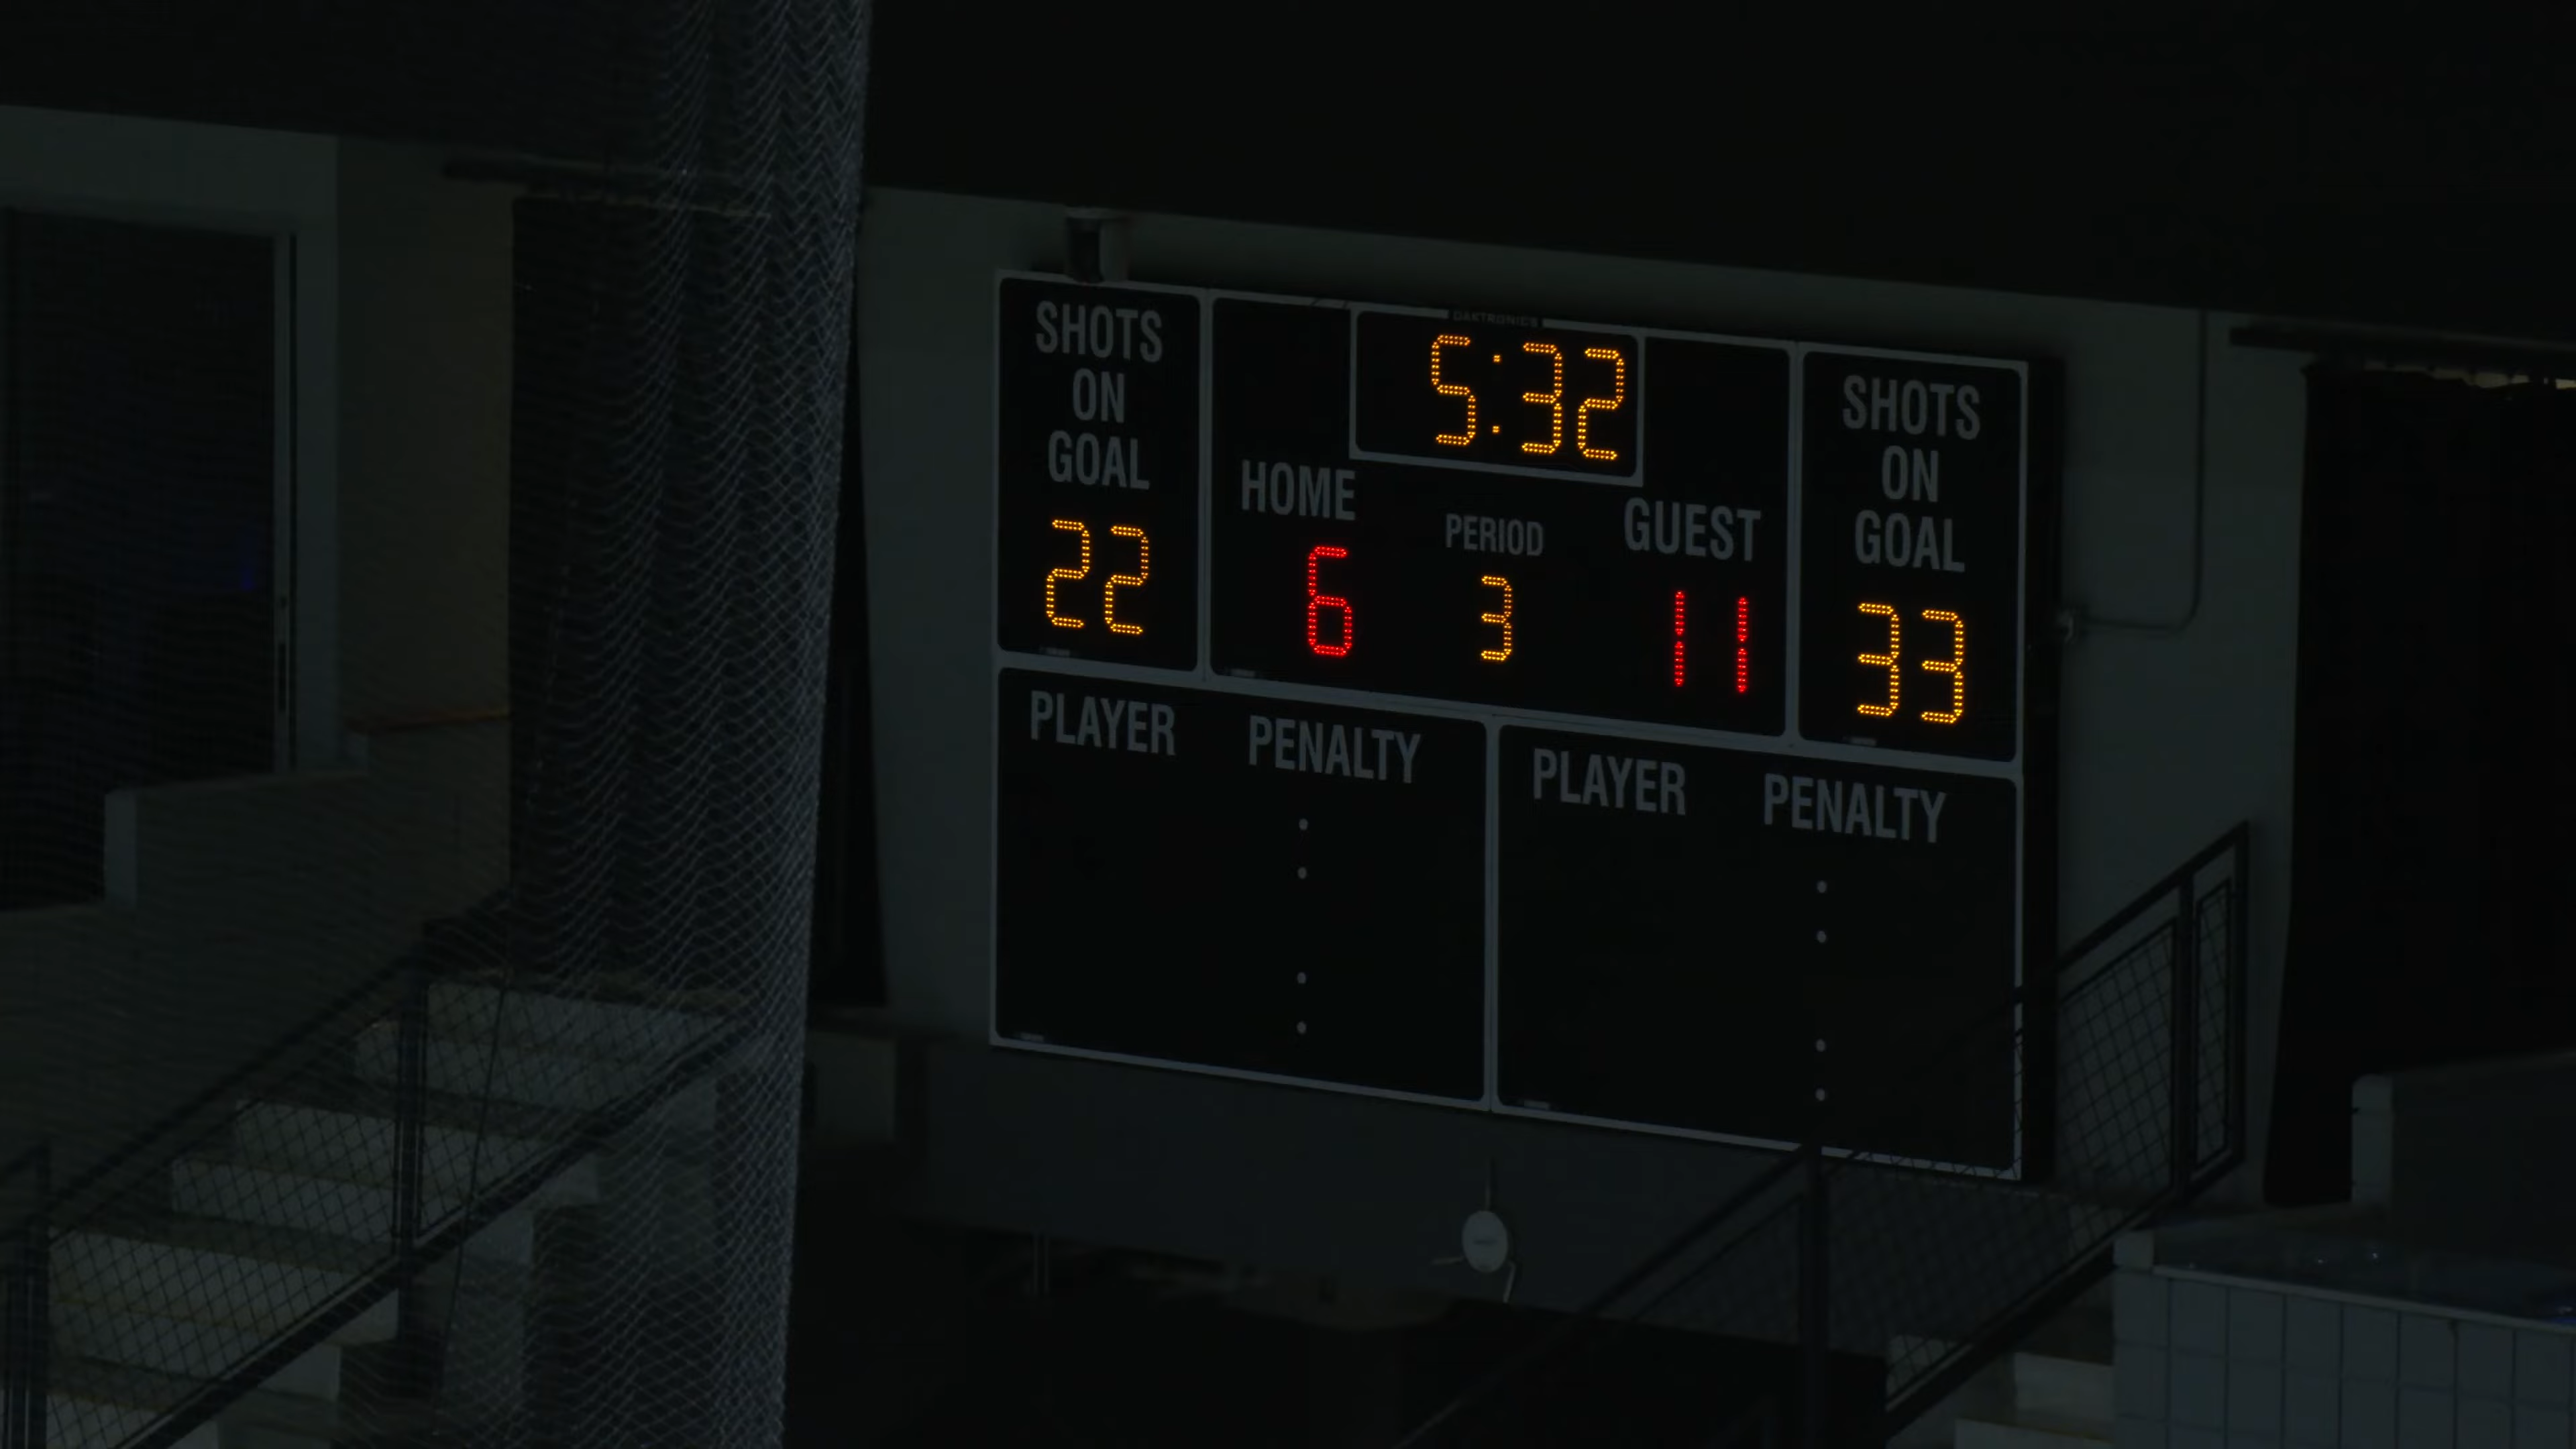 DAKTRONICS
5:32
SHOTS
ON
GOAL
22
HOME
6
PERIOD
3
GUEST
11
SHOTS
ON
GOAL
33
PLAYER PENALTY
PLAYER PENALTY